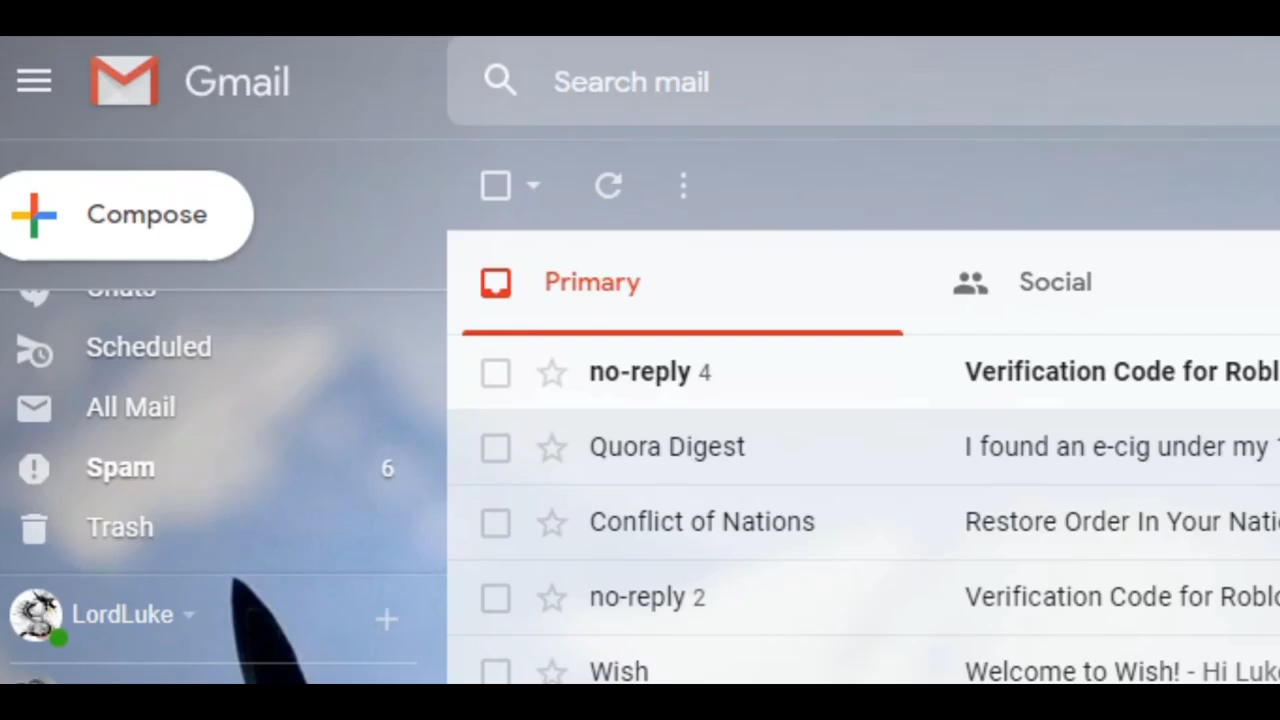 Gmail
Search mail
Compose
Primary
Social
Chats
Scheduled
All Mail
Spam 6
Trash
LordLuke
no-reply 4 Verification Code for Robl
Quora Digest I found an e-cig under my
Conflict of Nations Restore Order In Your Nati
no-reply 2 Verification Code for Roblo
Wish Welcome to Wish! - Hi Luk